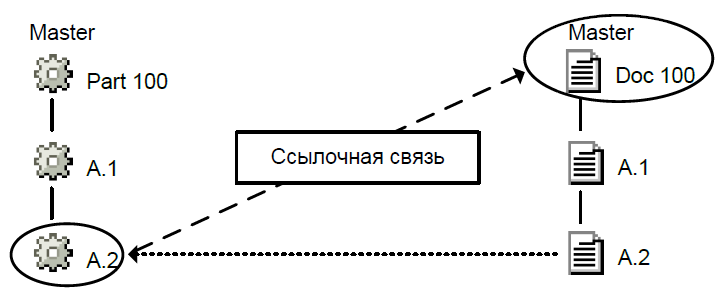 Master
Part 100
A.1
A.2
Ссылочная связь
Master
Doc 100
A.1
A.2